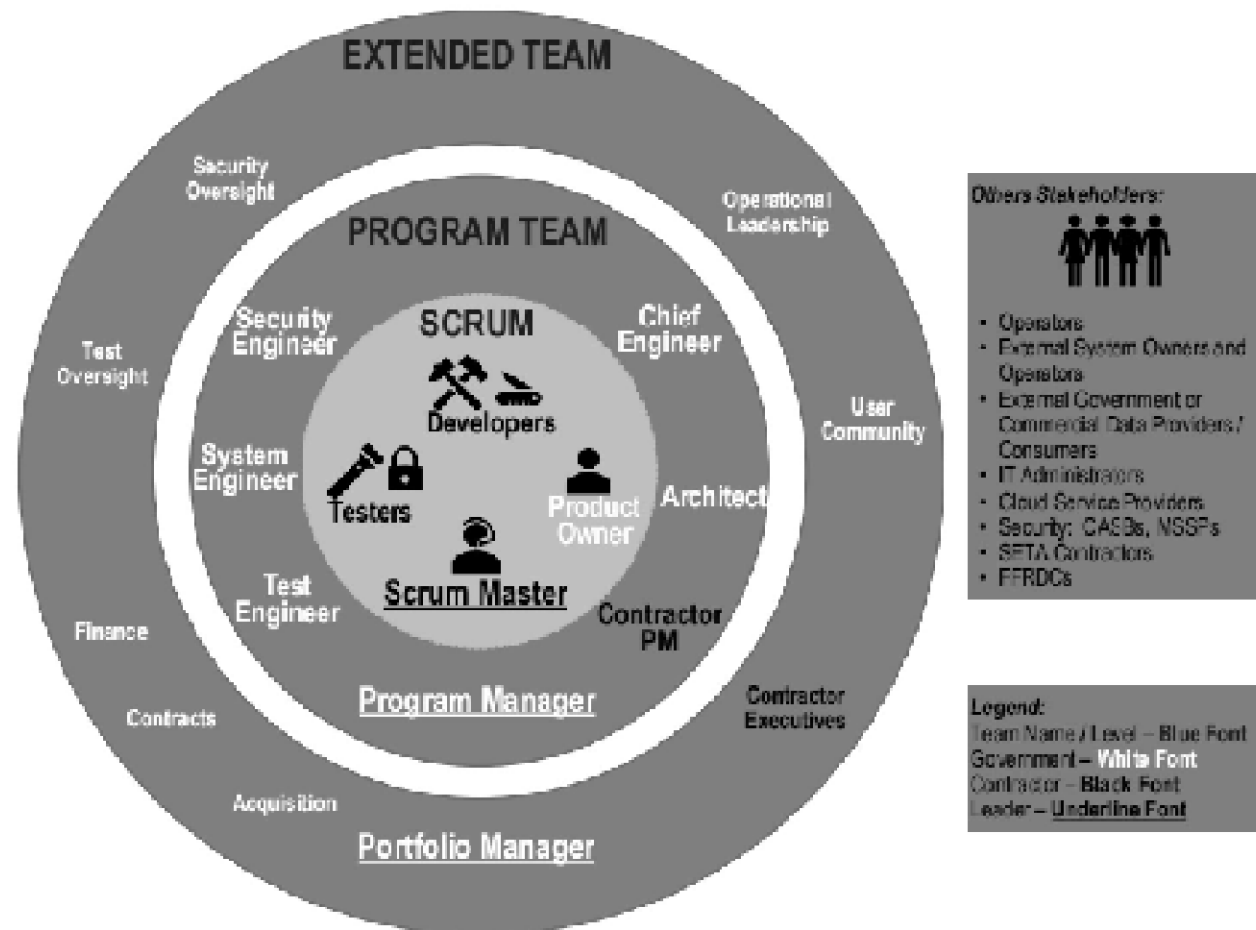 EXTENDED TEAM
Security
Oversight
Operational
Leadership
Test
Oversight
User
Community
Finance
Contracts
Contractor
Executives
Acquisition
Portfolio Manager
PROGRAM TEAM
Security
Engineer
Chief
Engineer
System
Engineer
Architect
Test
Engineer
Contractor
PM
Program Manager
SCRUM
Developers
Testers
Product
Owner
Scrum Master
Others Stakeholders:
• Operators
• External System Owners and
Operators
• External Government or
Commercial Data Providers /
Consumers
• IT Administrators
• Cloud Service Providers
• Security: CASBs, MSSPs
• SETA Contractors
• FFRDCs
Legend:
Team Name / Level – Blue Font
Government – White Font
Contractor – Black Font
Leader – Underline Font